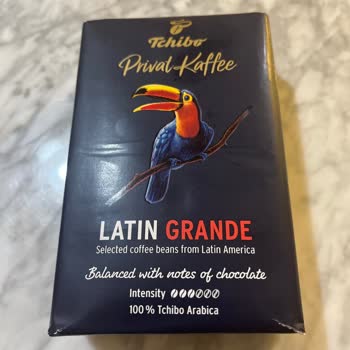 Tchibo
Privat Kaffee
LATIN GRANDE
Selected coffee beans from Latin America
Balanced with notes of chocolate
Intensity
100 % Tchibo Arabica